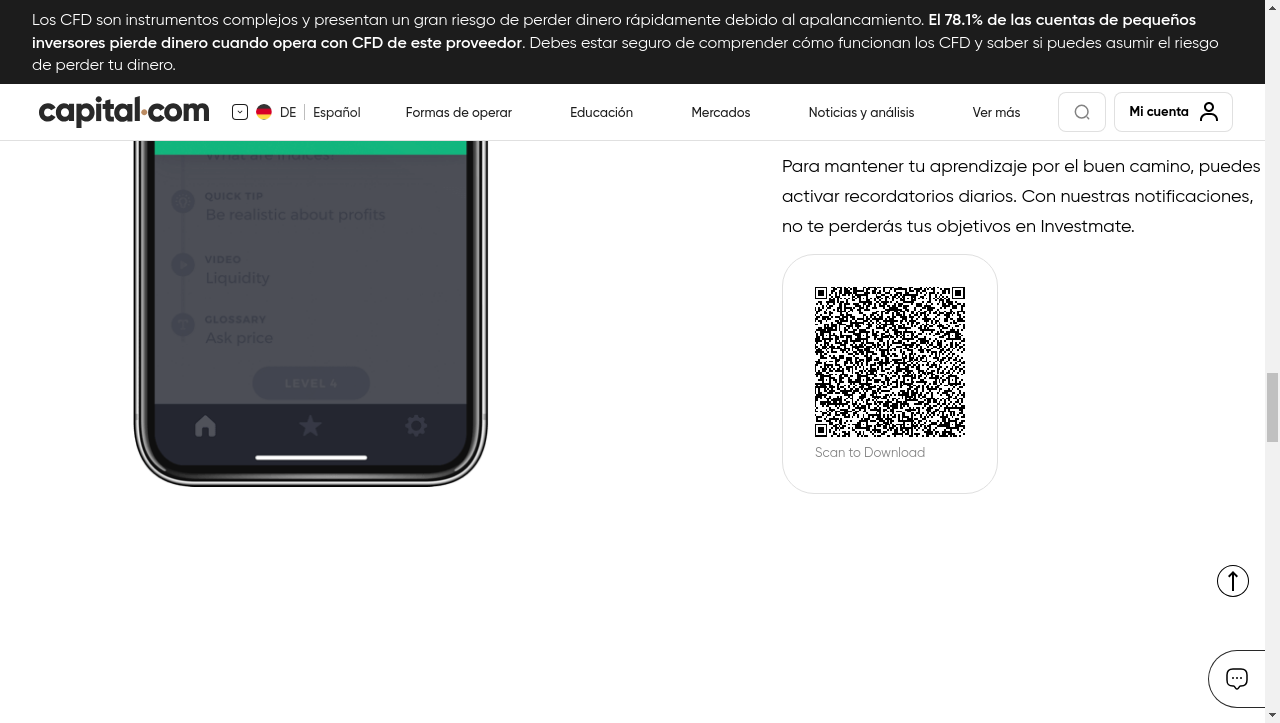 Los CFD son instrumentos complejos y presentan un gran riesgo de perder dinero rápidamente debido al apalancamiento. El 78.1% de las cuentas de pequeños
inversores pierde dinero cuando opera con CFD de este proveedor. Debes estar seguro de comprender cómo funcionan los CFD y saber si puedes asumir el riesgo
de perder tu dinero.
capital.com
DE Español
Formas de operar
Educación
Mercados
Noticias y análisis
Ver más
Mi cuenta
What are indices?
QUICK TIP
Be realistic about profits
VIDEO
Liquidity
GLOSSARY
Ask price
LEVEL 4
Para mantener tu aprendizaje por el buen camino, puedes
activar recordatorios diarios. Con nuestras notificaciones,
no te perderás tus objetivos en Investmate.
Scan to Download